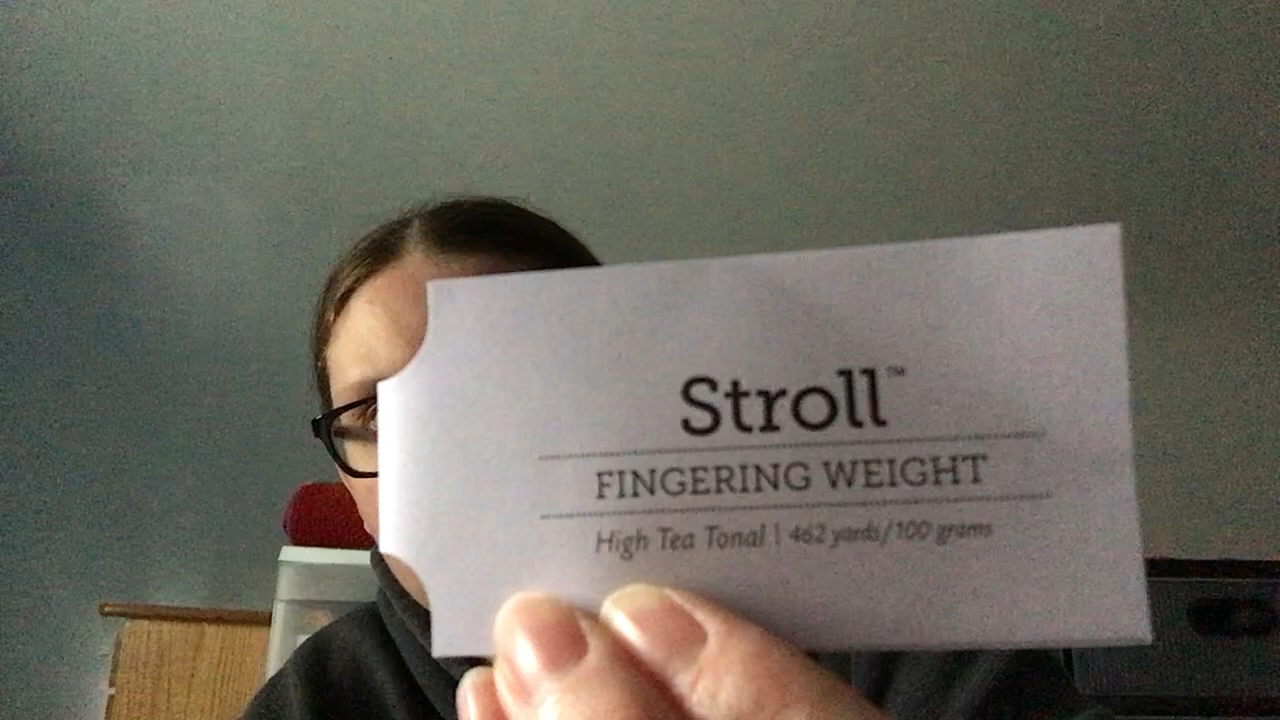 Stroll™
FINGERING WEIGHT
High Tea Tonal | 462 yards/100 grams